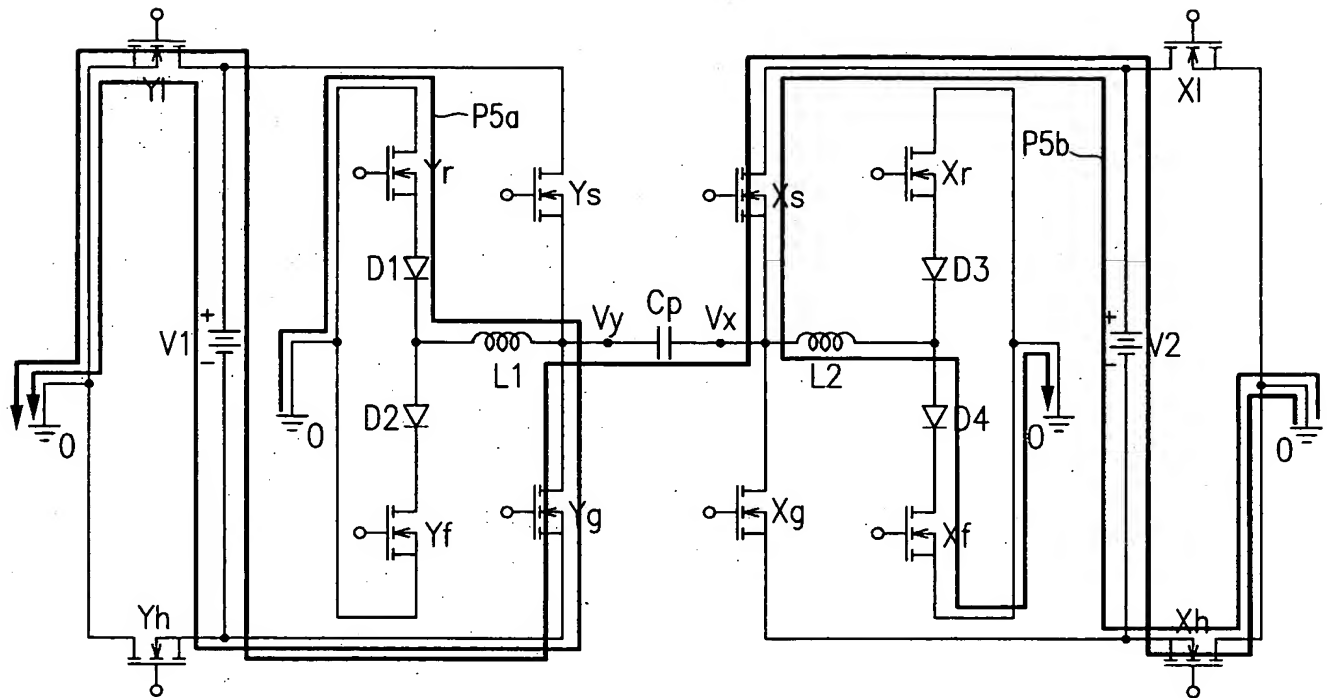 Yl
Xl
P5a
P5b
Yr
Ys
Xs
Xr
D1
D3
Cp
+
V1
-
Vy
Vx
+
V2
-
L1
L2
0
0
D2
D4
0
0
Yf
Yg
Xg
Xf
Yh
Xh